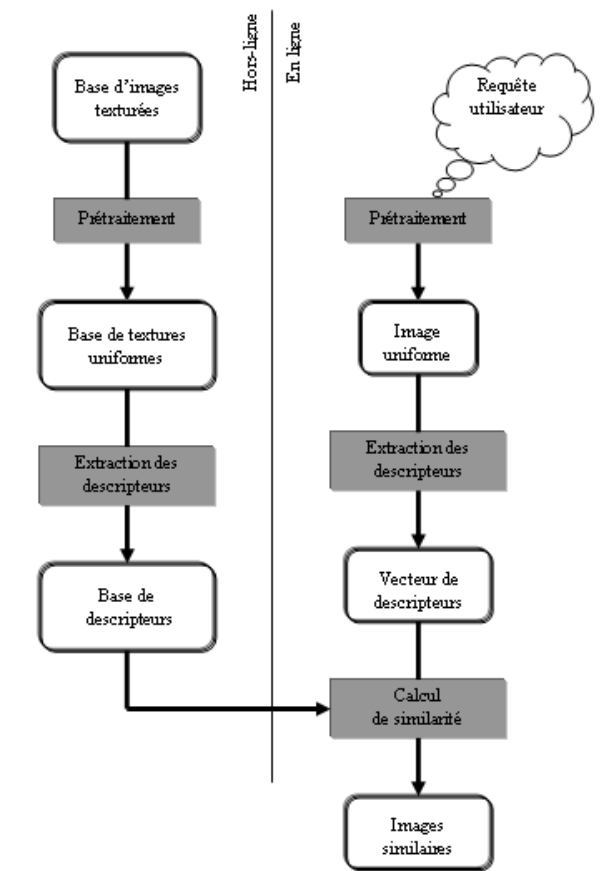 Hors-ligne
En ligne
Base d'images
texturées
Prétraitement
Base de textures
uniformes
Extraction des
descripteurs
Base de
descripteurs
Requête
utilisateur
Prétraitement
Image
uniforme
Extraction des
descripteurs
Vecteur de
descripteurs
Calcul
de similarité
Images
similaires